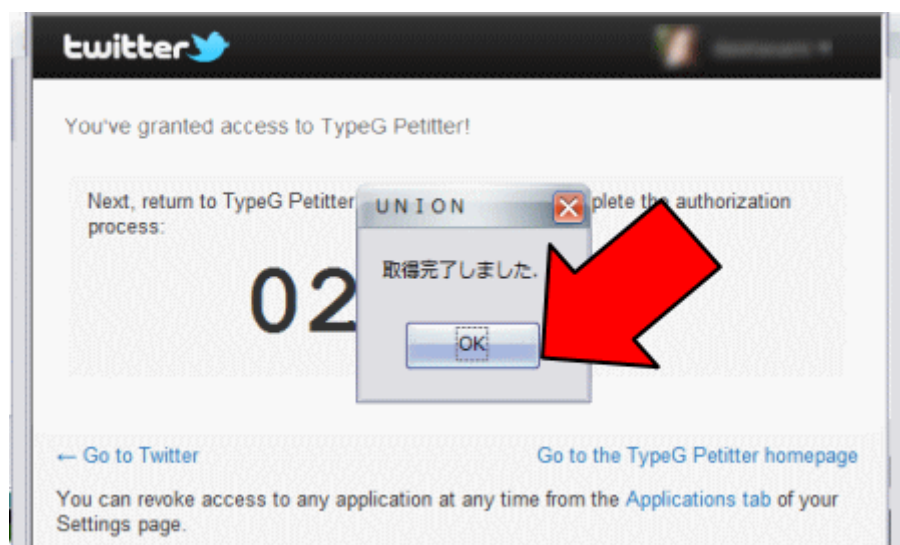 twitter
You've granted access to TypeG Petitter!
Next, return to TypeG Petitter
plete the authorization
process:
02
UNION
取得完了しました.
OK
← Go to Twitter
Go to the TypeG Petitter homepage
You can revoke access to any application at any time from the Applications tab of your
Settings page.